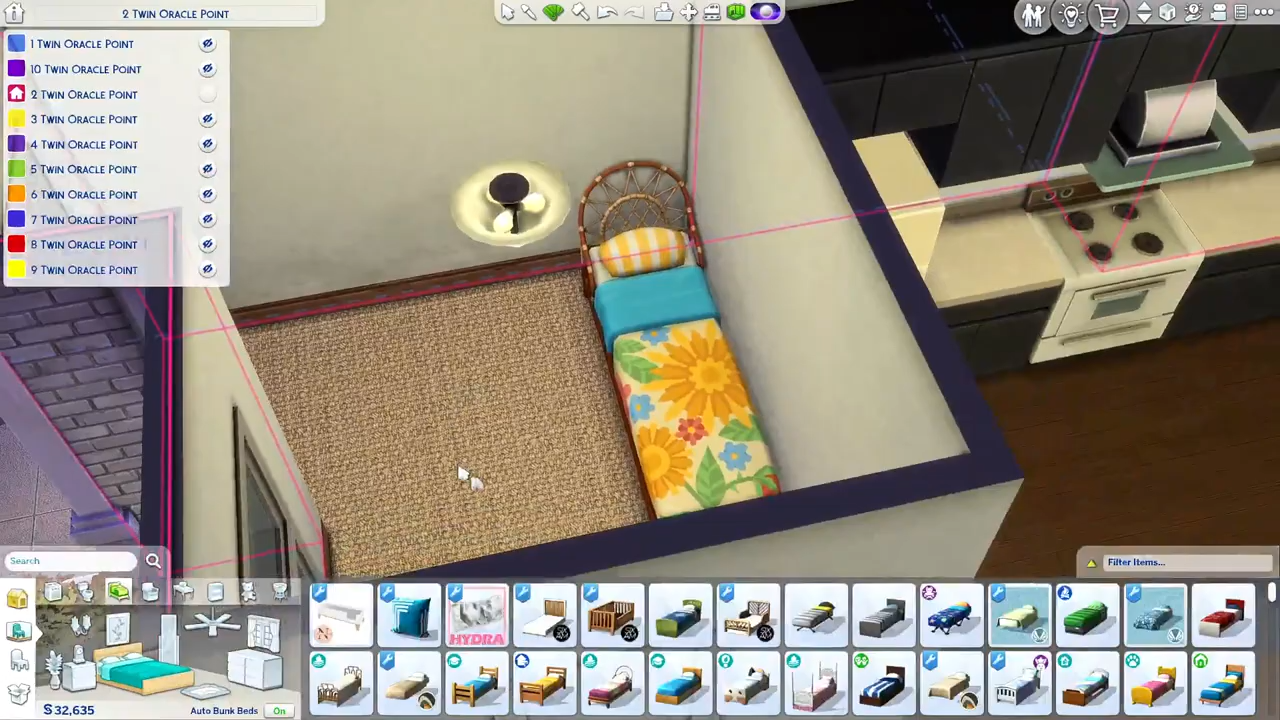 2 Twin Oracle Point
1 Twin Oracle Point
10 Twin Oracle Point
2 Twin Oracle Point
3 Twin Oracle Point
4 Twin Oracle Point
5 Twin Oracle Point
6 Twin Oracle Point
7 Twin Oracle Point
8 Twin Oracle Point
9 Twin Oracle Point
Search
Filter Items...
HYDRA
$32,635
Auto Bunk Beds
On